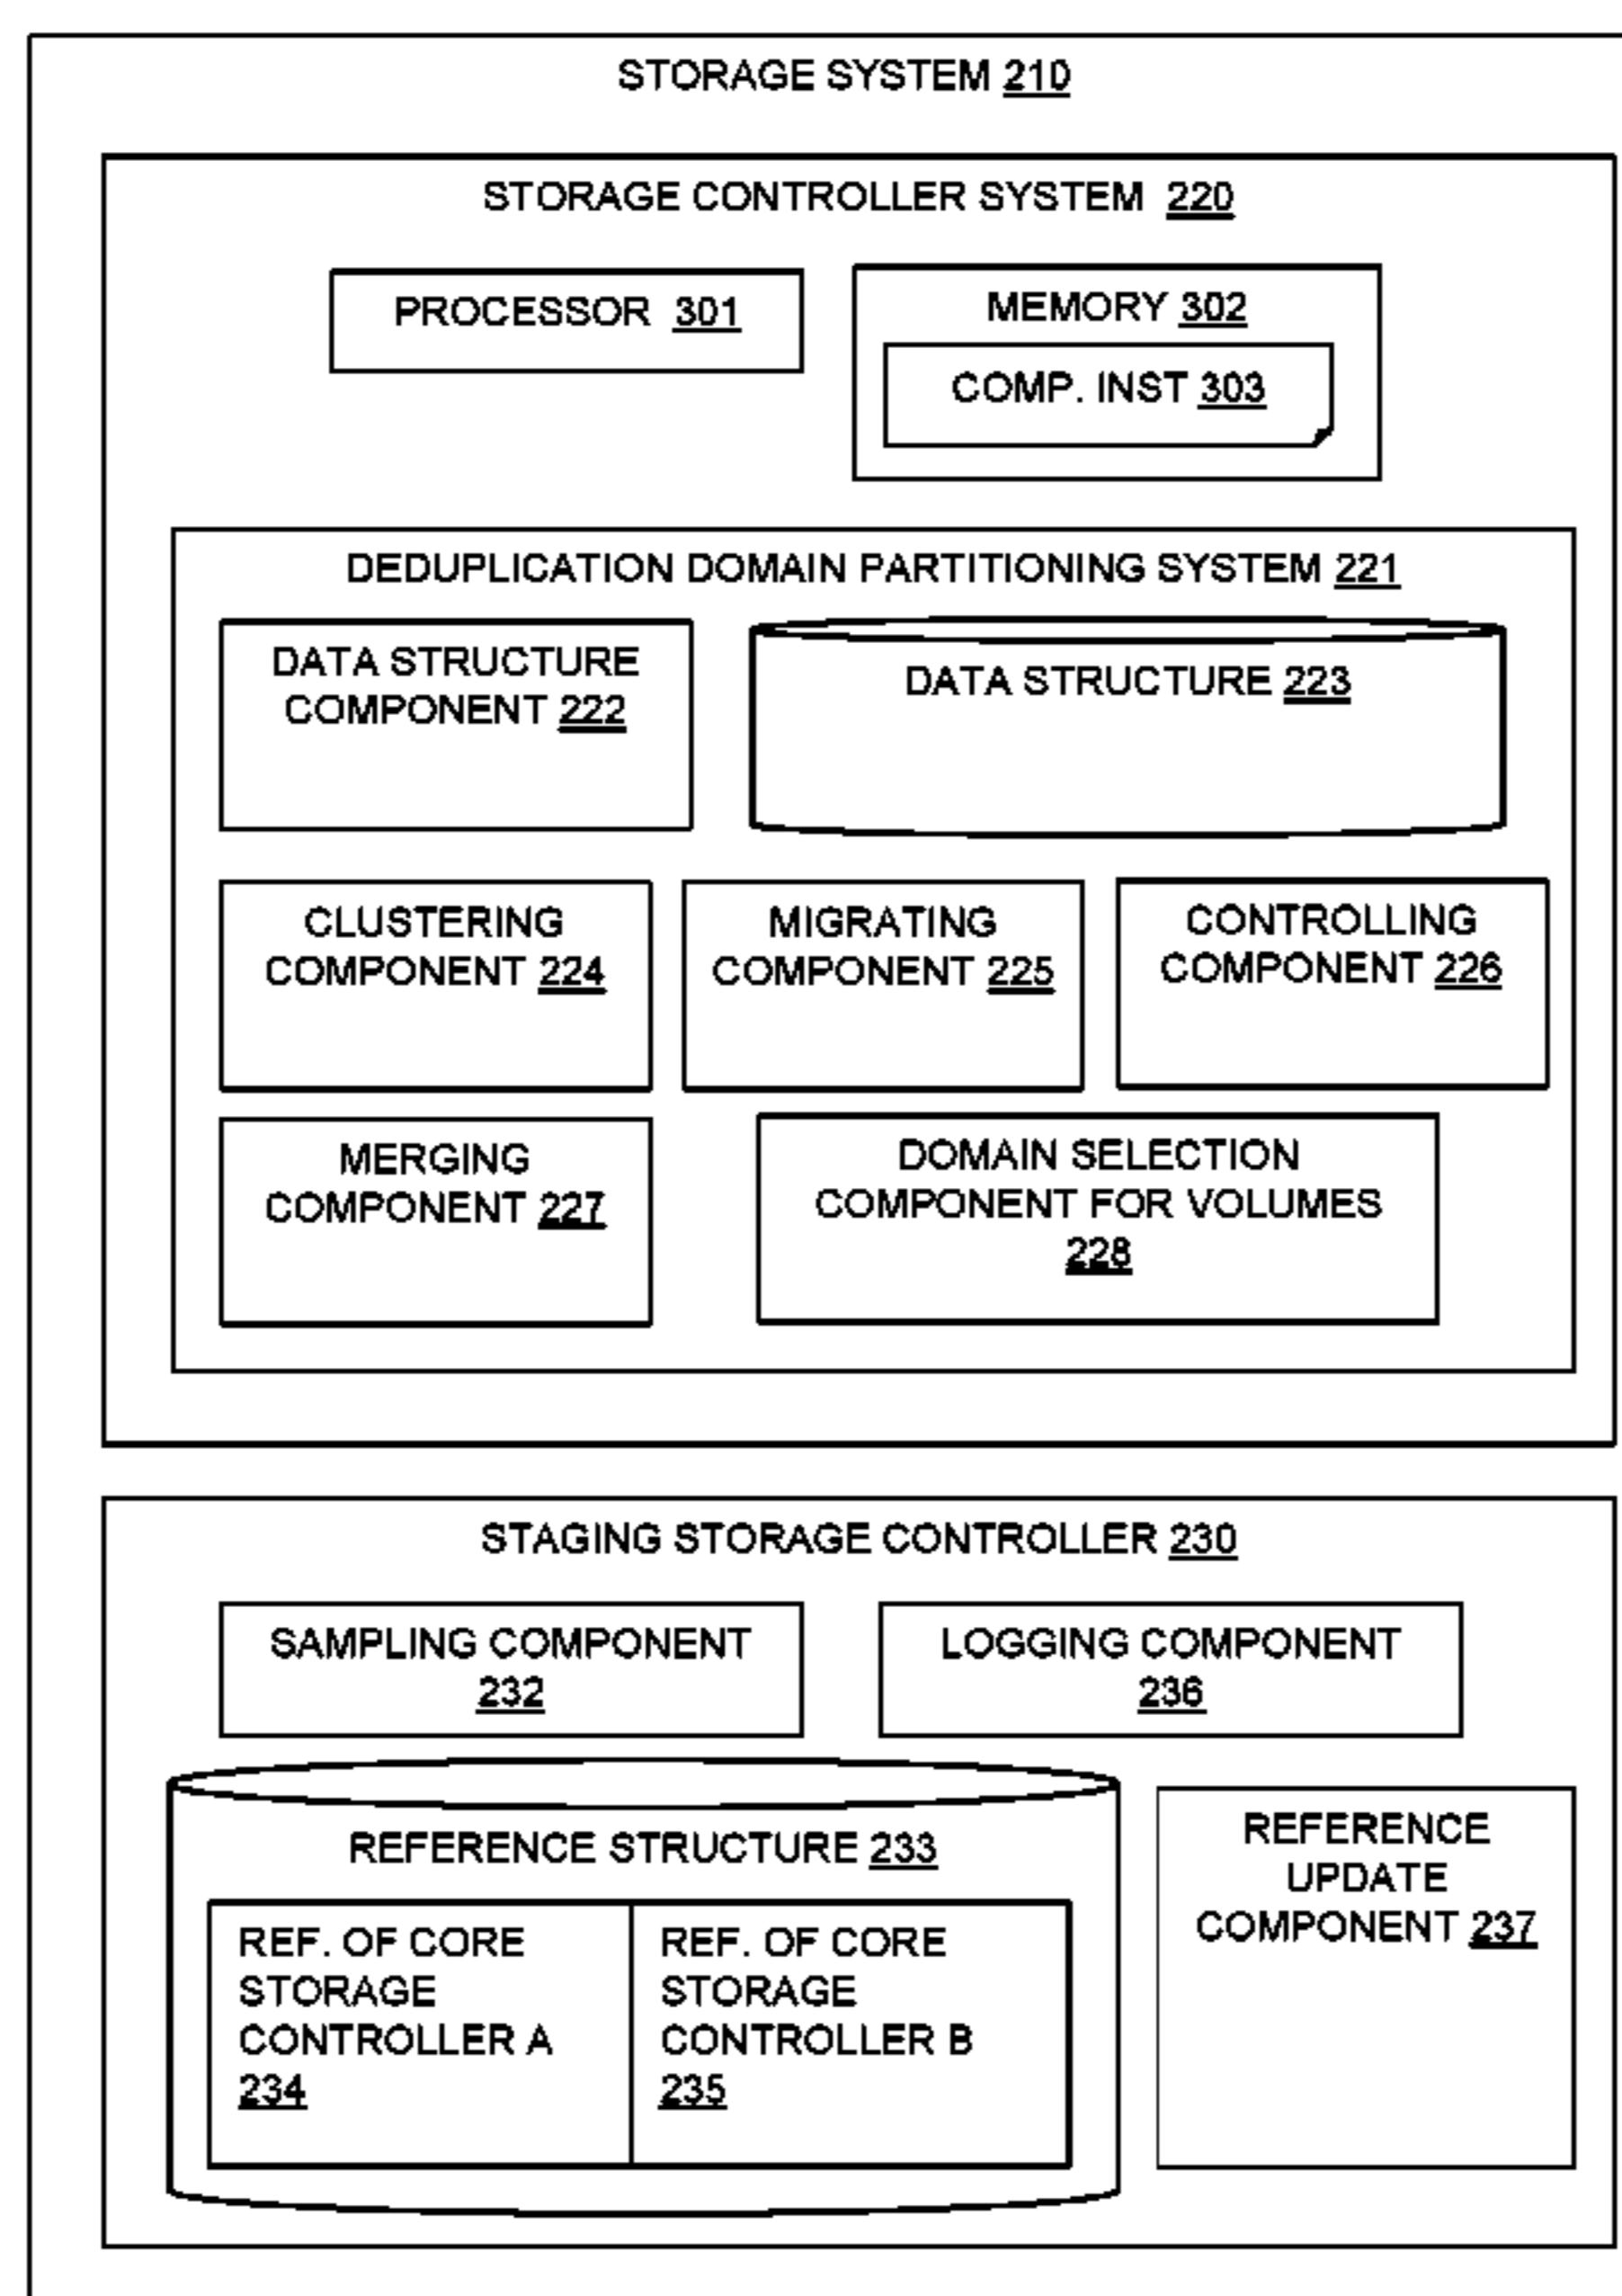 STORAGE SYSTEM 210
STORAGE CONTROLLER SYSTEM 220
PROCESSOR 301
MEMORY 302
COMP. INST 303
DEDUPLICATION DOMAIN PARTITIONING SYSTEM 221
DATA STRUCTURE
COMPONENT 222
DATA STRUCTURE 223
CLUSTERING
COMPONENT 224
MIGRATING
COMPONENT 225
CONTROLLING
COMPONENT 226
MERGING
COMPONENT 227
DOMAIN SELECTION
COMPONENT FOR VOLUMES
228
STAGING STORAGE CONTROLLER 230
SAMPLING COMPONENT
232
LOGGING COMPONENT
236
REFERENCE STRUCTURE 233
REF. OF CORE
STORAGE
CONTROLLER A
234
REF. OF CORE
STORAGE
CONTROLLER B
235
REFERENCE
UPDATE
COMPONENT 237